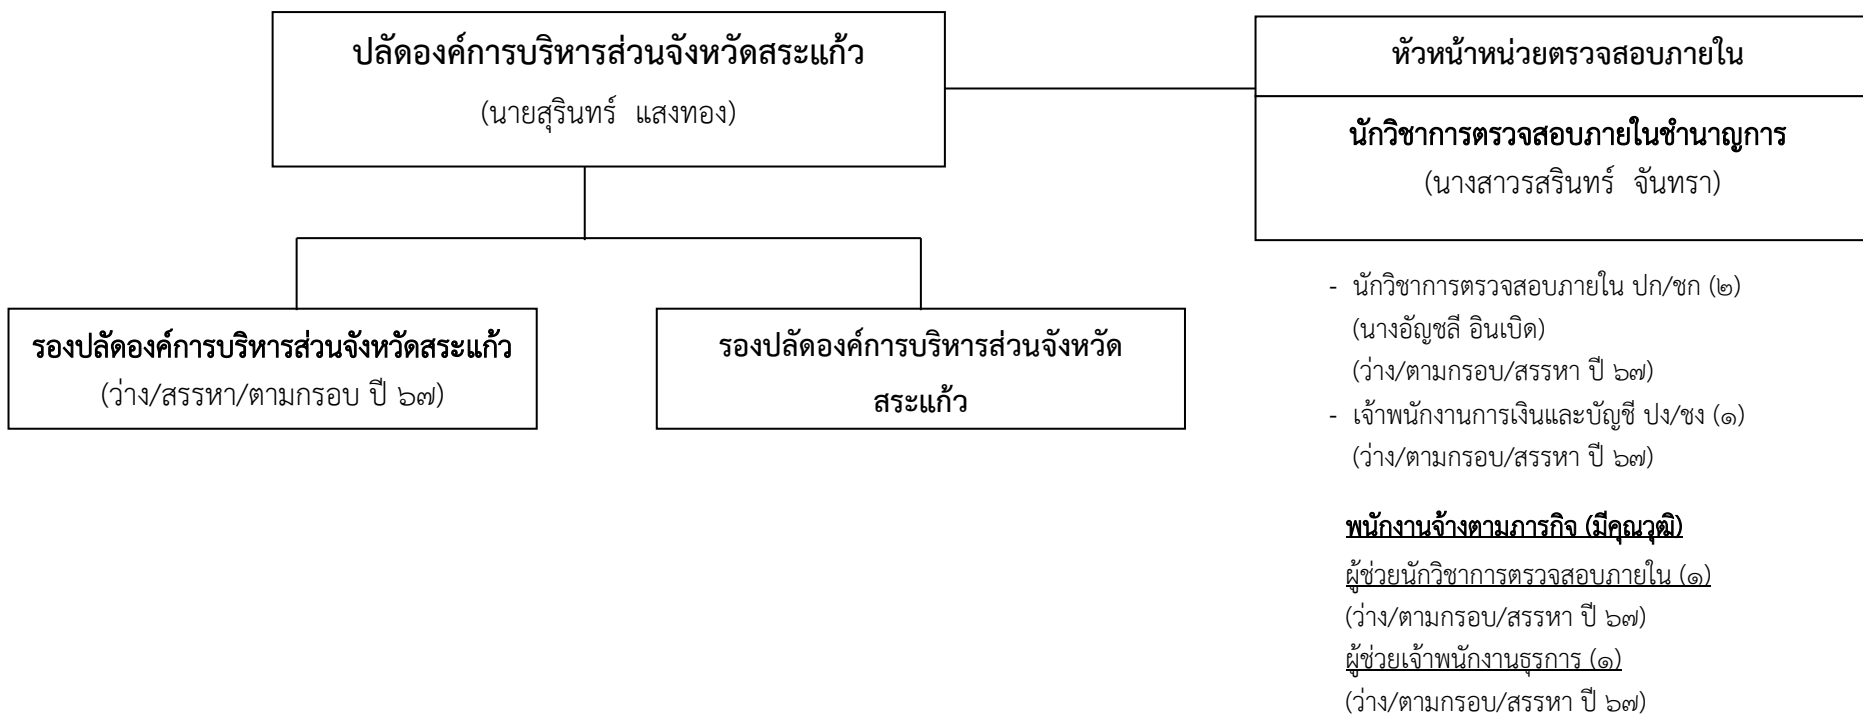 ปลัดองค์การบริหารส่วนจังหวัดสระแก้ว
(นายสุรินทร์ แสงทอง)
หัวหน้าหน่วยตรวจสอบภายใน
นักวิชาการตรวจสอบภายในชำนาญการ
(นางสาวรสรินทร์ จันทรา)
รองปลัดองค์การบริหารส่วนจังหวัดสระแก้ว
(ว่าง/สรรหา/ตามกรอบ ปี ๖๗)
รองปลัดองค์การบริหารส่วนจังหวัด
สระแก้ว
- นักวิชาการตรวจสอบภายใน ปก/ชก (๒)
(นางอัญชลี อินเบิด)
(ว่าง/ตามกรอบ/สรรหา ปี ๖๗)
- เจ้าพนักงานการเงินและบัญชี ปง/ชง (๑)
(ว่าง/ตามกรอบ/สรรหา ปี ๖๗)
พนักงานจ้างตามภารกิจ (มีคุณวุฒิ)
ผู้ช่วยนักวิชาการตรวจสอบภายใน (๑)
(ว่าง/ตามกรอบ/สรรหา ปี ๖๗)
ผู้ช่วยเจ้าพนักงานธุรการ (๑)
(ว่าง/ตามกรอบ/สรรหา ปี ๖๗)